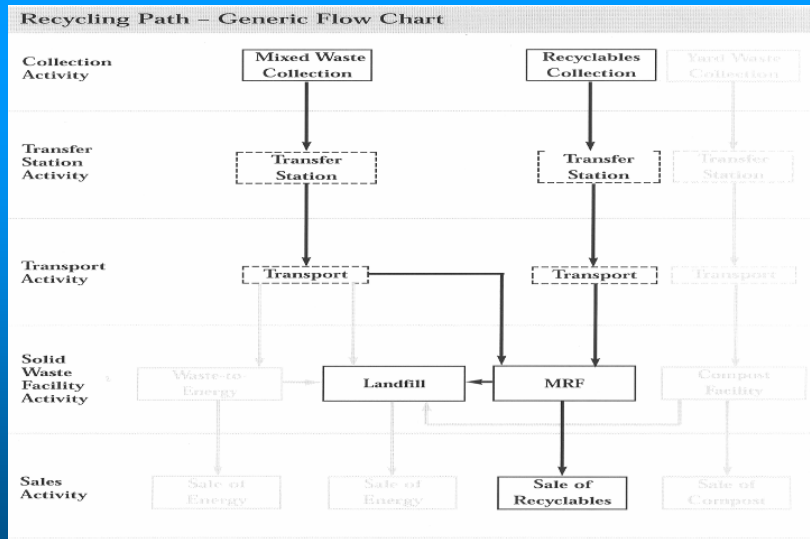 Recycling Path – Generic Flow Chart
Collection
Activity
Mixed Waste
Collection
Recyclables
Collection
Yard Waste
Collection
Transfer
Station
Activity
Transfer
Station
Transfer
Station
Transfer
Station
Transport
Activity
Transport
Transport
Transport
Solid
Waste
Facility
Activity
Waste-to
Energy
Landfill
MRF
Compost
Facility
Sales
Activity
Sale of
Energy
Sale of
Energy
Sale of
Recyclables
Sale of
Compost